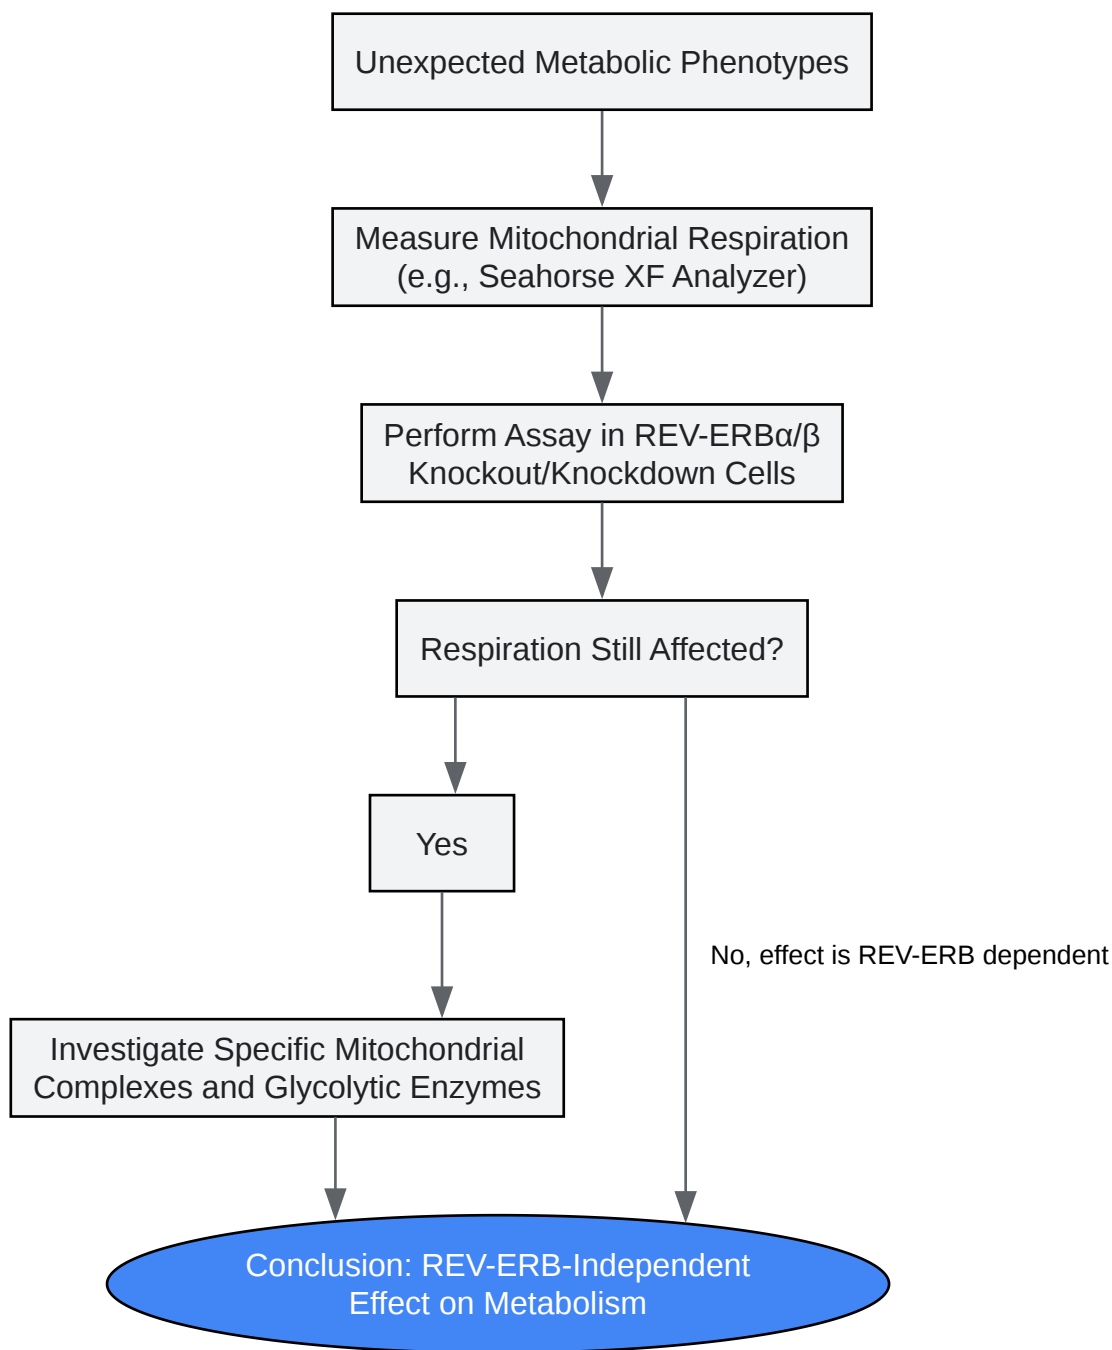 Unexpected Metabolic Phenotypes
Measure Mitochondrial Respiration
(e.g., Seahorse XF Analyzer)
Perform Assay in REV-ERBα/β
Knockout/Knockdown Cells
Respiration Still Affected?
Yes
No, effect is REV-ERB dependent
Investigate Specific Mitochondrial
Complexes and Glycolytic Enzymes
Conclusion: REV-ERB-Independent
Effect on Metabolism